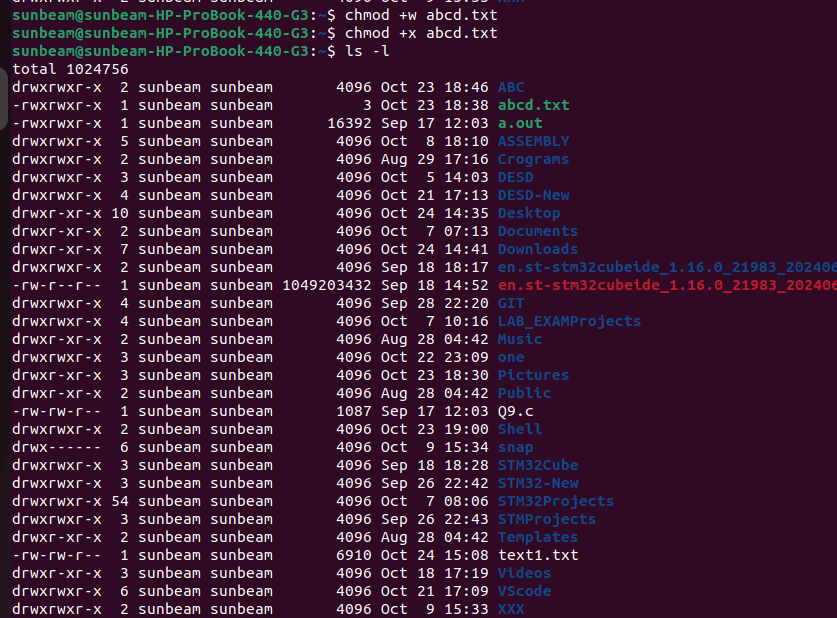 sunbeam@sunbeam-HP-ProBook-440-G3:~$ chmod +w abcd.txt
sunbeam@sunbeam-HP-ProBook-440-G3:~$ chmod +x abcd.txt
sunbeam@sunbeam-HP-ProBook-440-G3:~$ ls -l
total 1024756
drwxrwxr-x  2 sunbeam sunbeam       4096 Oct 23 18:46 ABC
-rwxrwxr-x  1 sunbeam sunbeam          3 Oct 23 18:38 abcd.txt
-rwxrwxr-x  1 sunbeam sunbeam      16392 Sep 17 12:03 a.out
drwxrwxr-x  5 sunbeam sunbeam       4096 Oct  8 18:10 ASSEMBLY
drwxrwxr-x  2 sunbeam sunbeam       4096 Aug 29 17:16 Crograms
drwxrwxr-x  3 sunbeam sunbeam       4096 Oct  5 14:03 DESD
drwxrwxr-x  4 sunbeam sunbeam       4096 Oct 21 17:13 DESD-New
drwxr-xr-x 10 sunbeam sunbeam       4096 Oct 24 14:35 Desktop
drwxr-xr-x  2 sunbeam sunbeam       4096 Oct  7 07:13 Documents
drwxr-xr-x  7 sunbeam sunbeam       4096 Oct 24 14:41 Downloads
drwxrwxr-x  2 sunbeam sunbeam       4096 Sep 18 18:17 en.st-stm32cubeide_1.16.0_21983_202406
-rw-r--r--  1 sunbeam sunbeam 1049203432 Sep 18 14:52 en.st-stm32cubeide_1.16.0_21983_202406
drwxrwxr-x  4 sunbeam sunbeam       4096 Sep 28 22:20 GIT
drwxrwxr-x  4 sunbeam sunbeam       4096 Oct  7 10:16 LAB_EXAMProjects
drwxr-xr-x  2 sunbeam sunbeam       4096 Aug 28 04:42 Music
drwxrwxr-x  3 sunbeam sunbeam       4096 Oct 22 23:09 one
drwxr-xr-x  3 sunbeam sunbeam       4096 Oct 23 18:30 Pictures
drwxr-xr-x  2 sunbeam sunbeam       4096 Aug 28 04:42 Public
-rw-rw-r--  1 sunbeam sunbeam       1087 Sep 17 12:03 Q9.c
drwxrwxr-x  2 sunbeam sunbeam       4096 Oct 23 19:00 Shell
drwx------  6 sunbeam sunbeam       4096 Oct  9 15:34 snap
drwxrwxr-x  3 sunbeam sunbeam       4096 Sep 18 18:28 STM32Cube
drwxrwxr-x  3 sunbeam sunbeam       4096 Sep 26 22:42 STM32-New
drwxrwxr-x 54 sunbeam sunbeam       4096 Oct  7 08:06 STM32Projects
drwxrwxr-x  3 sunbeam sunbeam       4096 Sep 26 22:43 STMProjects
drwxr-xr-x  2 sunbeam sunbeam       4096 Aug 28 04:42 Templates
-rw-rw-r--  1 sunbeam sunbeam       6910 Oct 24 15:08 text1.txt
drwxr-xr-x  3 sunbeam sunbeam       4096 Oct 18 17:19 Videos
drwxrwxr-x  6 sunbeam sunbeam       4096 Oct 21 17:09 VScode
drwxrwxr-x  2 sunbeam sunbeam       4096 Oct  9 15:33 XXX